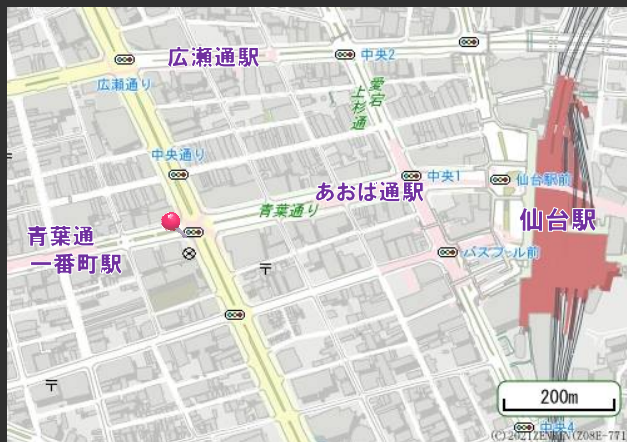 広瀬通駅
中央2
広瀬通り
愛宕
上杉通
中央通り
中央1
仙台駅前
あおば通駅
青葉通り
仙台駅
青葉通
一番町駅
バスプール前
200m
中央4
(C)2021ZENRIN(Z08E-771